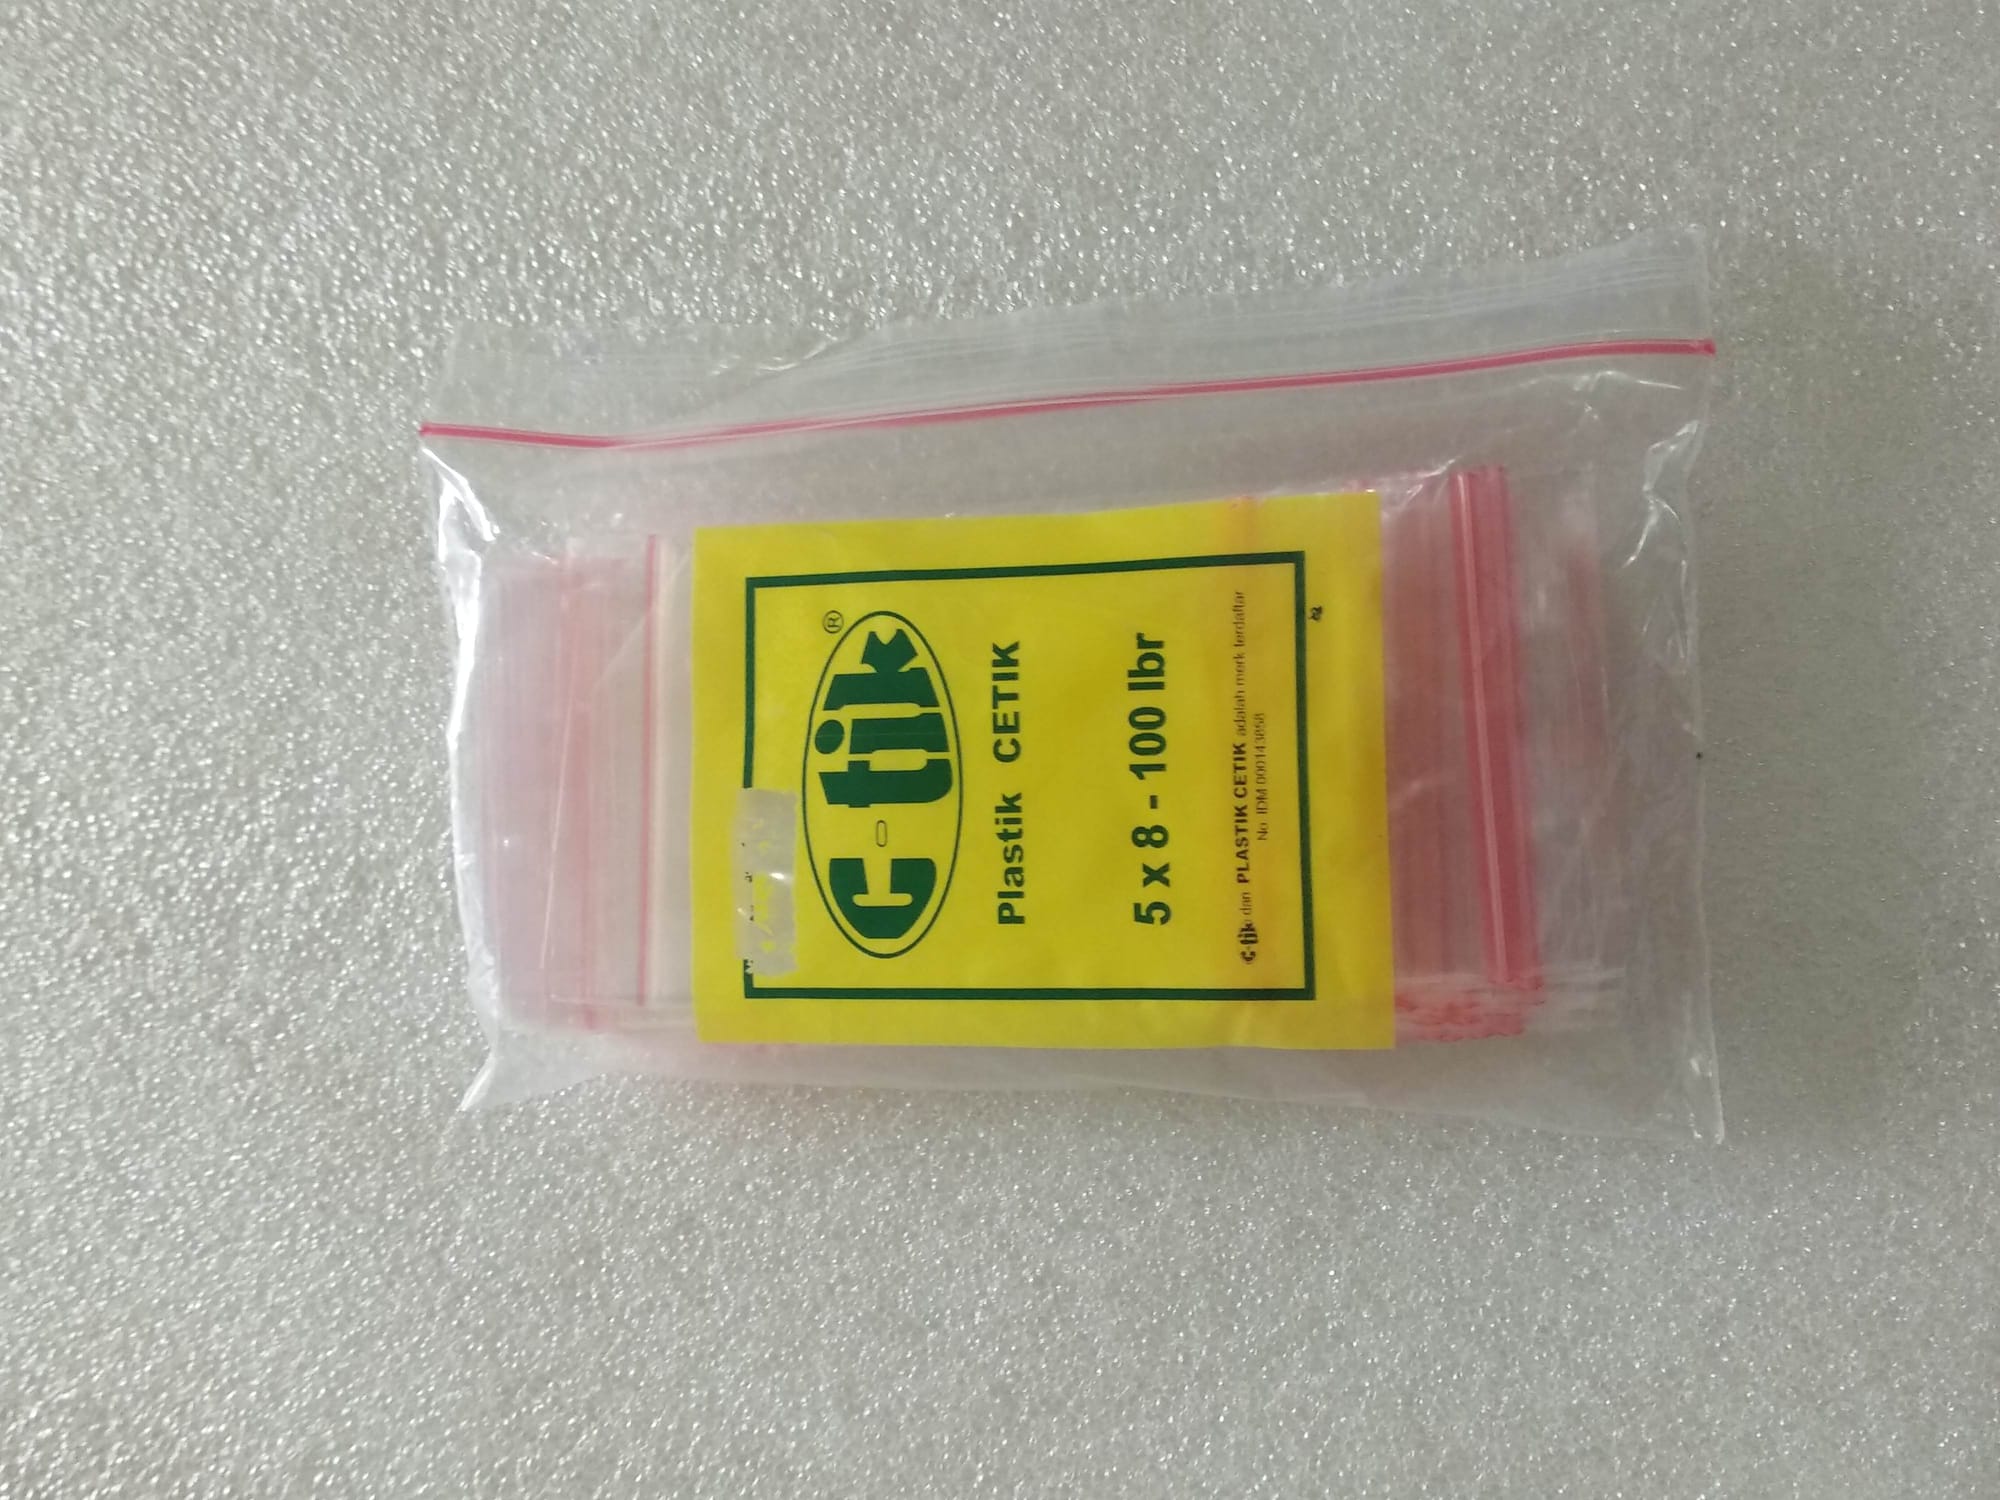 c-tik®
Plastik CETIK
5 x 8 - 100 lbr
c-tik dan PLASTIK CETIK adalah merk terdaftar
No. IDM 000143858